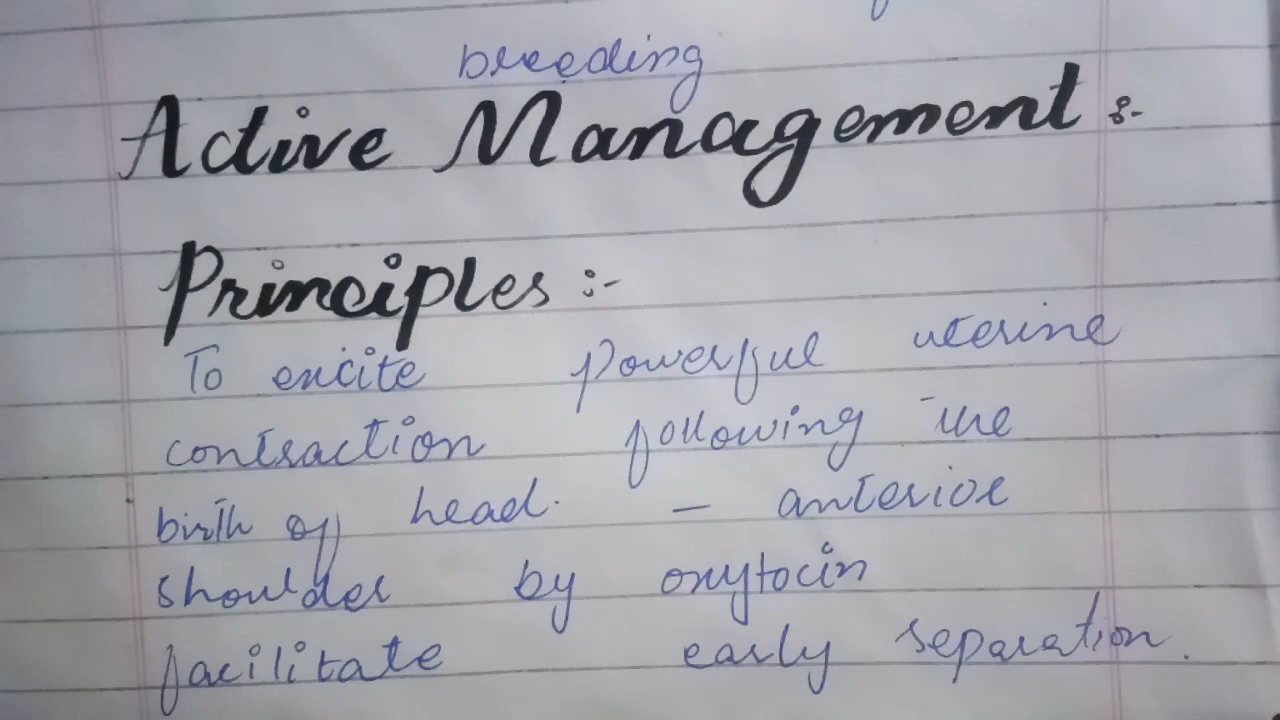 breeding
Active Management :-
Principles :-
To excite powerful uterine
contraction following the
birth of head. - anterior
shoulder by oxytocin
facilitate early separation.